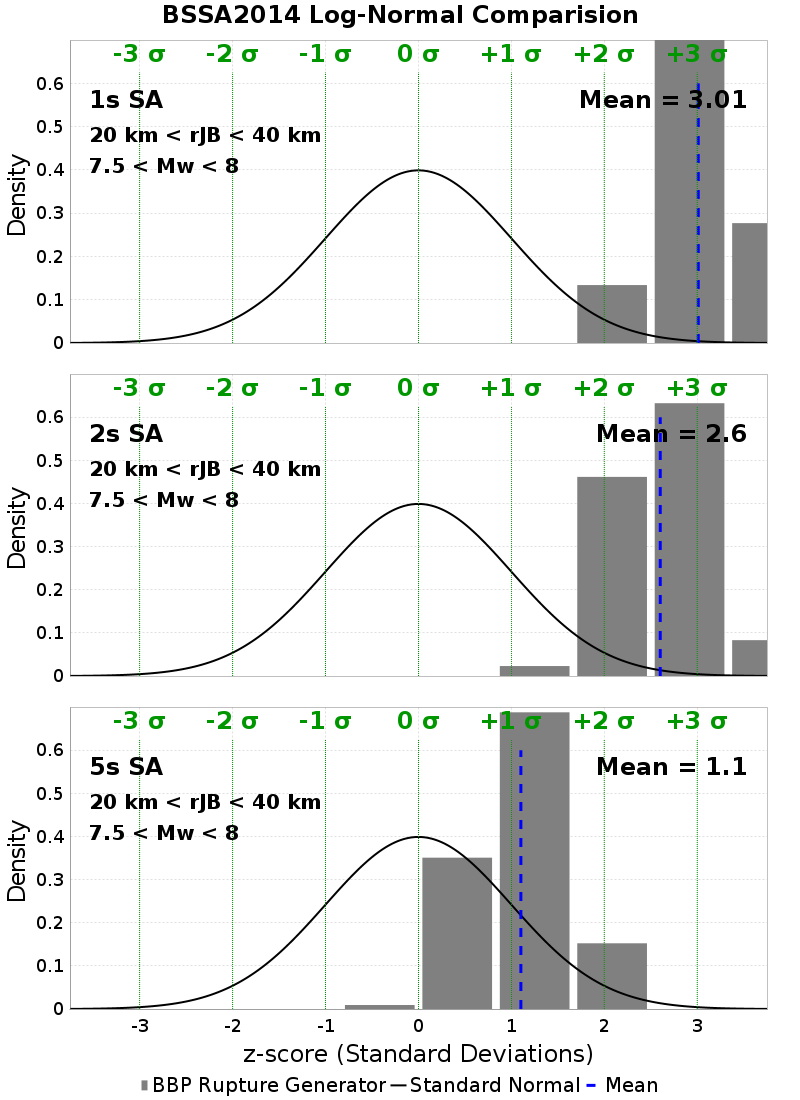 BSSA2014 Log-Normal Comparision
-3 σ -2 σ -1 σ 0 σ +1 σ +2 σ +3 σ
1s SA
Mean = 3.01
20 km < rJB < 40 km
7.5 < Mw < 8
Density
0.6
0.5
0.4
0.3
0.2
0.1
0
-3 σ -2 σ -1 σ 0 σ +1 σ +2 σ +3 σ
2s SA
Mean = 2.6
20 km < rJB < 40 km
7.5 < Mw < 8
Density
0.6
0.5
0.4
0.3
0.2
0.1
0
-3 σ -2 σ -1 σ 0 σ +1 σ +2 σ +3 σ
5s SA
Mean = 1.1
20 km < rJB < 40 km
7.5 < Mw < 8
Density
0.6
0.5
0.4
0.3
0.2
0.1
0
-3 -2 -1 0 1 2 3
z-score (Standard Deviations)
BBP Rupture Generator Standard Normal Mean